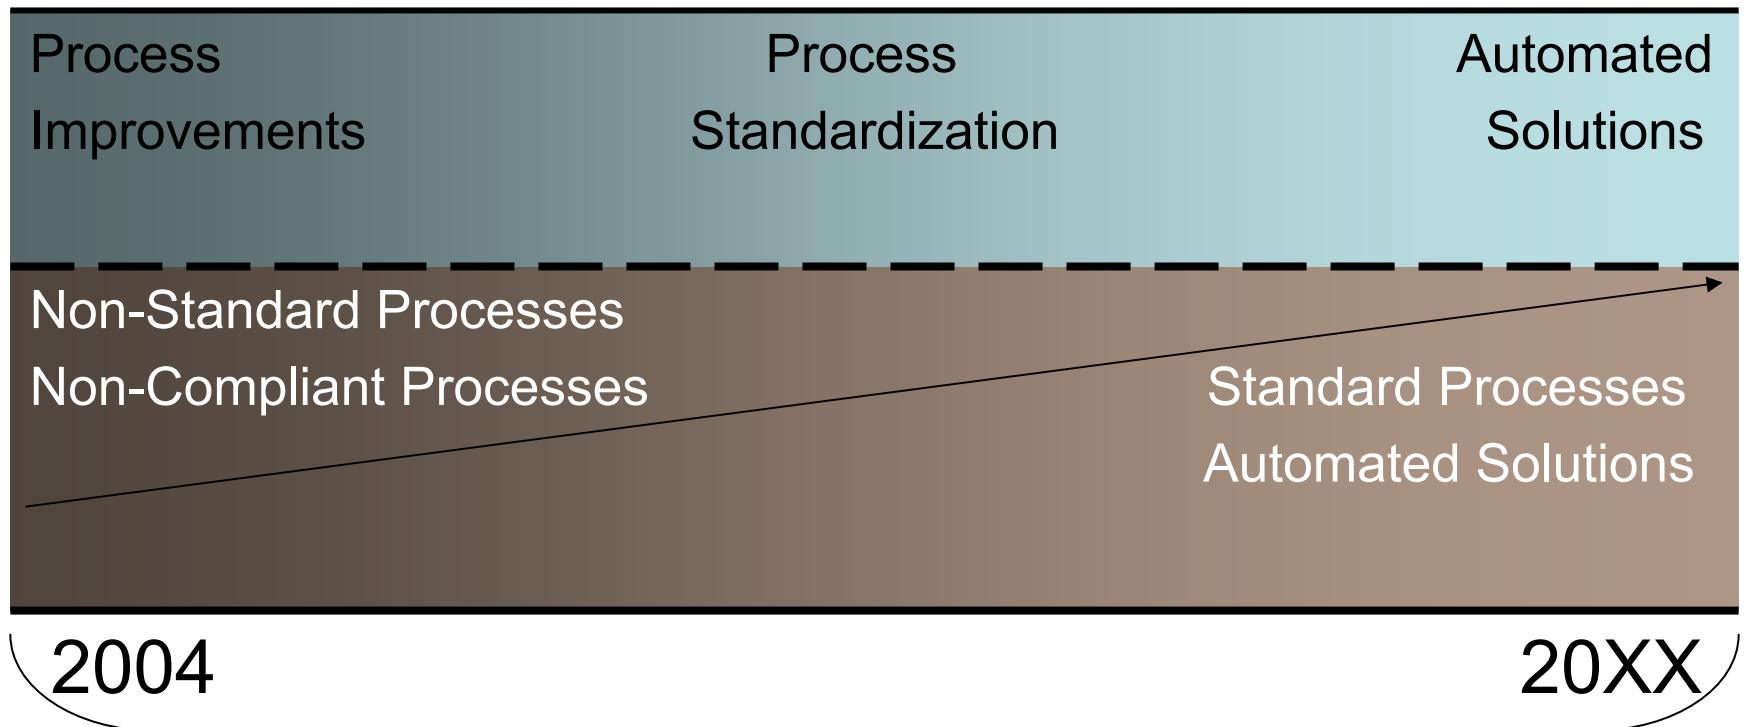 Process
Improvements
Process
Standardization
Automated
Solutions
Non-Standard Processes
Non-Compliant Processes
Standard Processes
Automated Solutions
2004
20XX